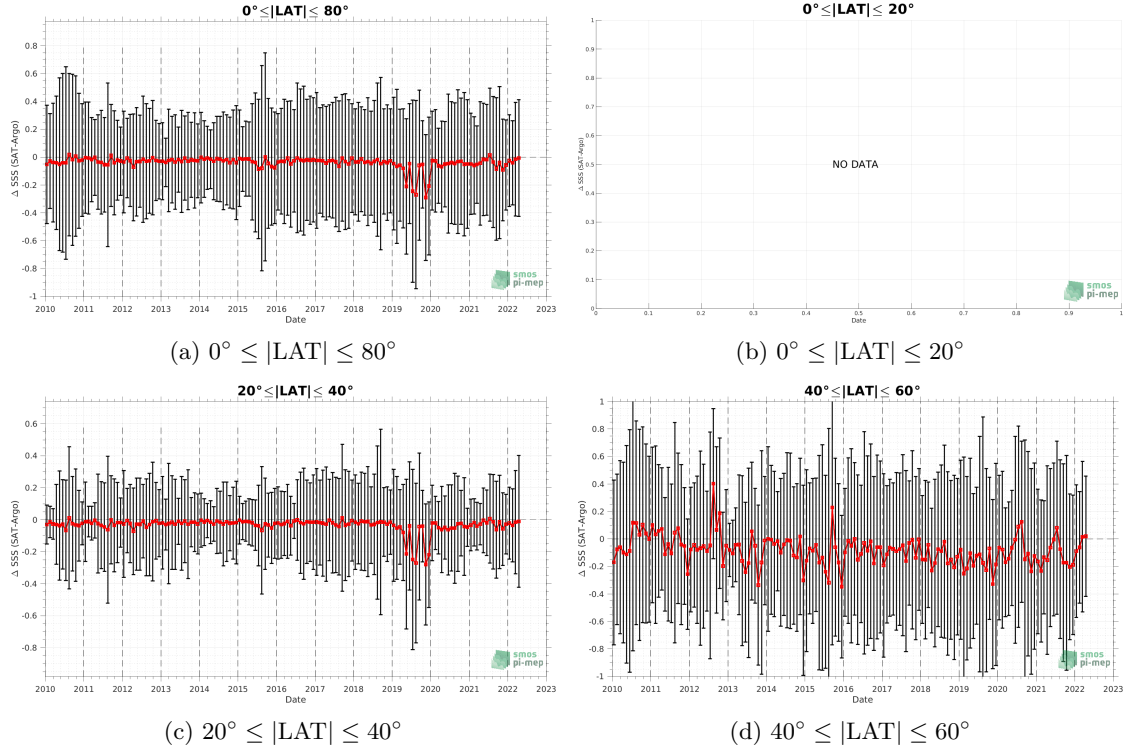 0°≤|LAT|≤ 80°
Δ SSS (SAT-Argo)
0.8
0.6
0.4
0.2
0
-0.2
-0.4
-0.6
-0.8
-1
2010 2011 2012 2013 2014 2015 2016 2017 2018 2019 2020 2021 2022 2023
Date
smos
pi-mep
(a) 0° ≤ |LAT| ≤ 80°
0°≤|LAT|≤ 20°
Δ SSS (SAT-Argo)
1
0.9
0.8
0.7
0.6
0.5
0.4
0.3
0.2
0.1
0
NO DATA
0 0.1 0.2 0.3 0.4 0.5 0.6 0.7 0.8 0.9 1
Date
smos
pi-mep
(b) 0° ≤ |LAT| ≤ 20°
20°≤|LAT|≤ 40°
Δ SSS (SAT-Argo)
0.6
0.4
0.2
0
-0.2
-0.4
-0.6
-0.8
2010 2011 2012 2013 2014 2015 2016 2017 2018 2019 2020 2021 2022 2023
Date
smos
pi-mep
(c) 20° ≤ |LAT| ≤ 40°
40°≤|LAT|≤ 60°
Δ SSS (SAT-Argo)
1
0.8
0.6
0.4
0.2
0
-0.2
-0.4
-0.6
-0.8
-1
2010 2011 2012 2013 2014 2015 2016 2017 2018 2019 2020 2021 2022 2023
Date
smos
pi-mep
(d) 40° ≤ |LAT| ≤ 60°